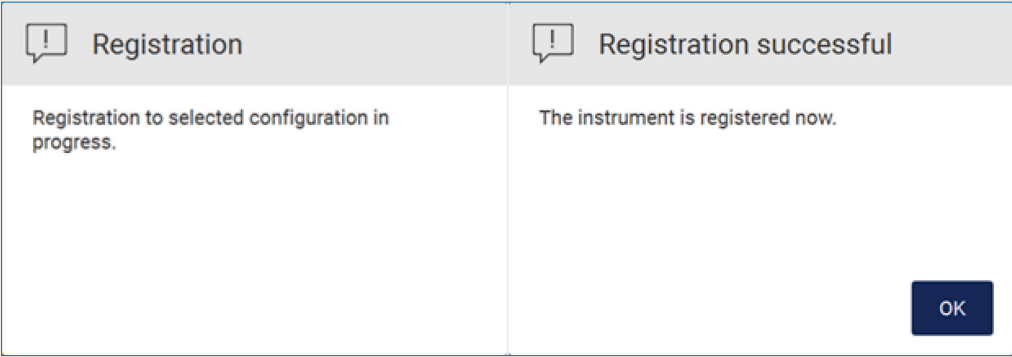 Registration
Registration to selected configuration in
progress.
Registration successful
The instrument is registered now.
OK